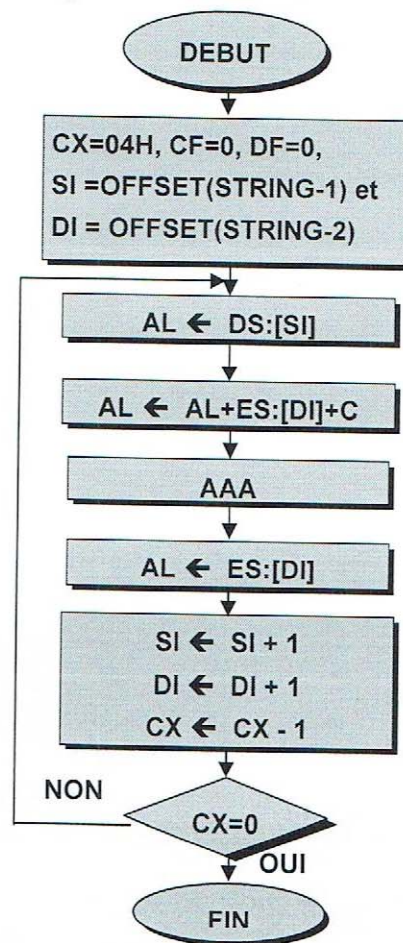 DEBUT
CX=04H, CF=0, DF=0,
SI =OFFSET(STRING-1) et
DI = OFFSET(STRING-2)
AL ← DS:[SI]
AL ← AL+ES:[DI]+C
AAA
AL ← ES:[DI]
SI ← SI + 1
DI ← DI + 1
CX ← CX - 1
NON
CX=0
OUI
FIN